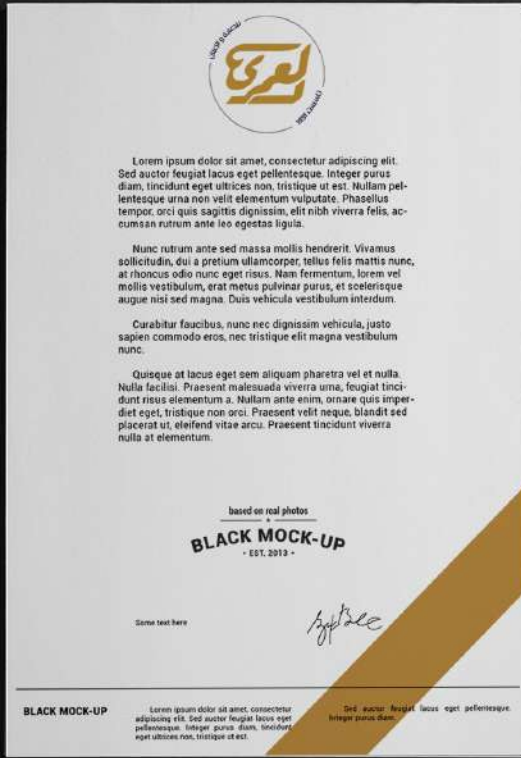 Lorem ipsum dolor sit amet, consectetur adipiscing elit.
Sed auctor feugiat lacus eget pellentesque. Integer purus
diam, tincidunt eget ultrices non, tristique ut est. Nullam pel-
lentesque urna non velit elementum vulputate. Phasellus
tempor, orci quis sagittis dignissim, elit nibh viverra felis, ac-
cumsan rutrum ante leo egestas ligula.
Nunc rutrum ante sed massa mollis hendrerit. Vivamus
sollicitudin, dui a pretium ullamcorper, tellus felis mattis nunc,
at rhoncus odio nunc eget risus. Nam fermentum, lorem vel
mollis vestibulum, erat metus pulvinar purus, et scelerisque
augue nisi sed magna. Duis vehicula vestibulum interdum.
Curabitur faucibus, nunc nec dignissim vehicula, justo
sapien commodo eros, nec tristique elit magna vestibulum
nunc.
Quisque at lacus eget sem aliquam pharetra vel et nulla.
Nulla facilisi. Praesent malesuada viverra urna, feugiat tinci-
dunt risus elementum a. Nullam ante enim, ornare quis imper-
diet eget, tristique non orci. Praesent velit neque, blandit sed
placerat ut, eleifend vitae arcu. Praesent tincidunt viverra
nulla at elementum.
based on real photos
BLACK MOCK-UP
• EST. 2013 •
Some text here
BLACK MOCK-UP
Lorem ipsum dolor sit amet, consectetur
adipiscing elit. Sed auctor feugiat lacus eget
pellentesque. Integer purus diam, tincidunt
eget ultrices non, tristique ut est.
Sed auctor feugiat lacus eget pellentesque.
Integer purus diam.